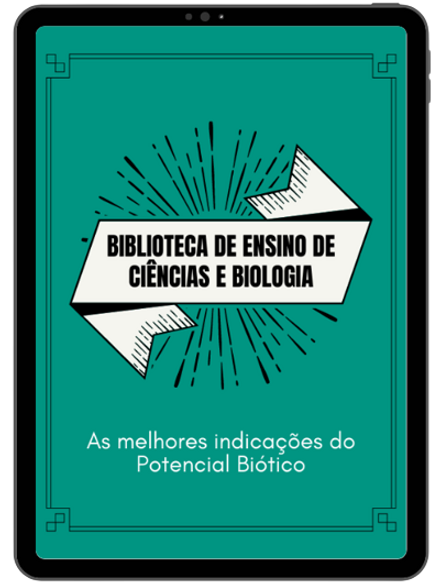 BIBLIOTECA DE ENSINO DE
CIÊNCIAS E BIOLOGIA
As melhores indicações do
Potencial Biótico